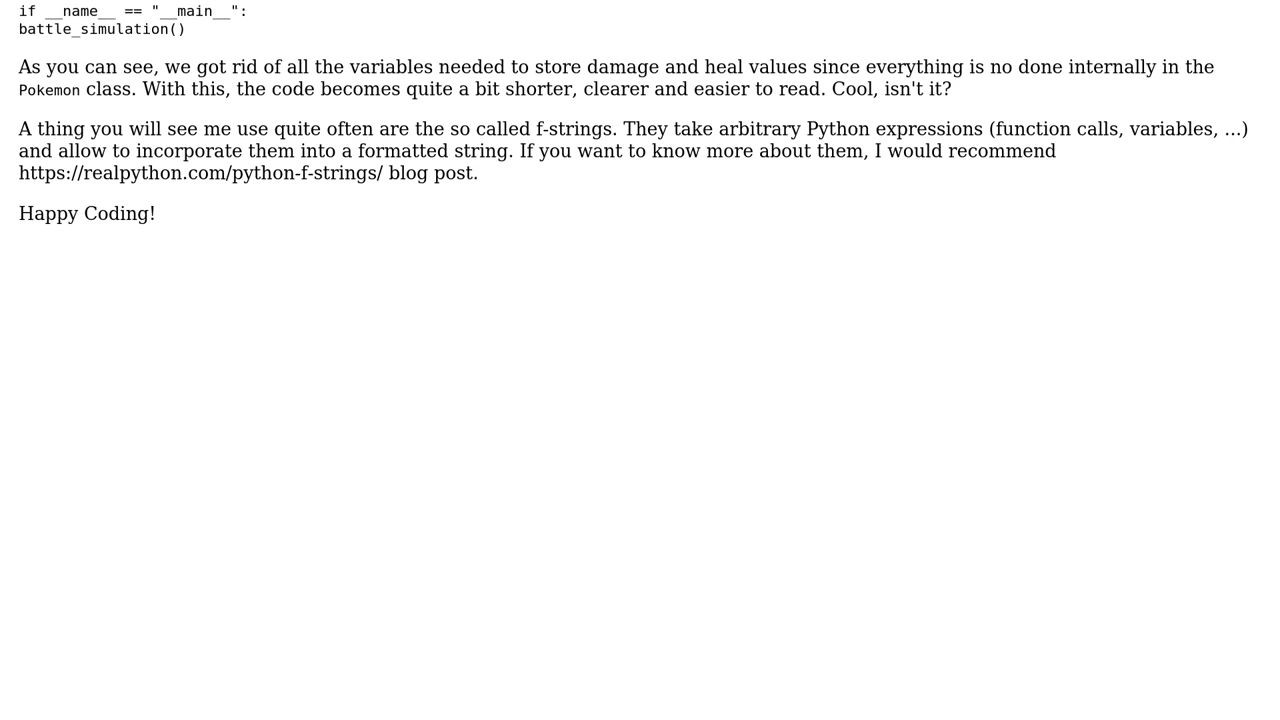 if __name__ == "__main__":
battle_simulation()
As you can see, we got rid of all the variables needed to store damage and heal values since everything is no done internally in the
Pokemon class. With this, the code becomes quite a bit shorter, clearer and easier to read. Cool, isn't it?
A thing you will see me use quite often are the so called f-strings. They take arbitrary Python expressions (function calls, variables, ...)
and allow to incorporate them into a formatted string. If you want to know more about them, I would recommend
https://realpython.com/python-f-strings/ blog post.
Happy Coding!